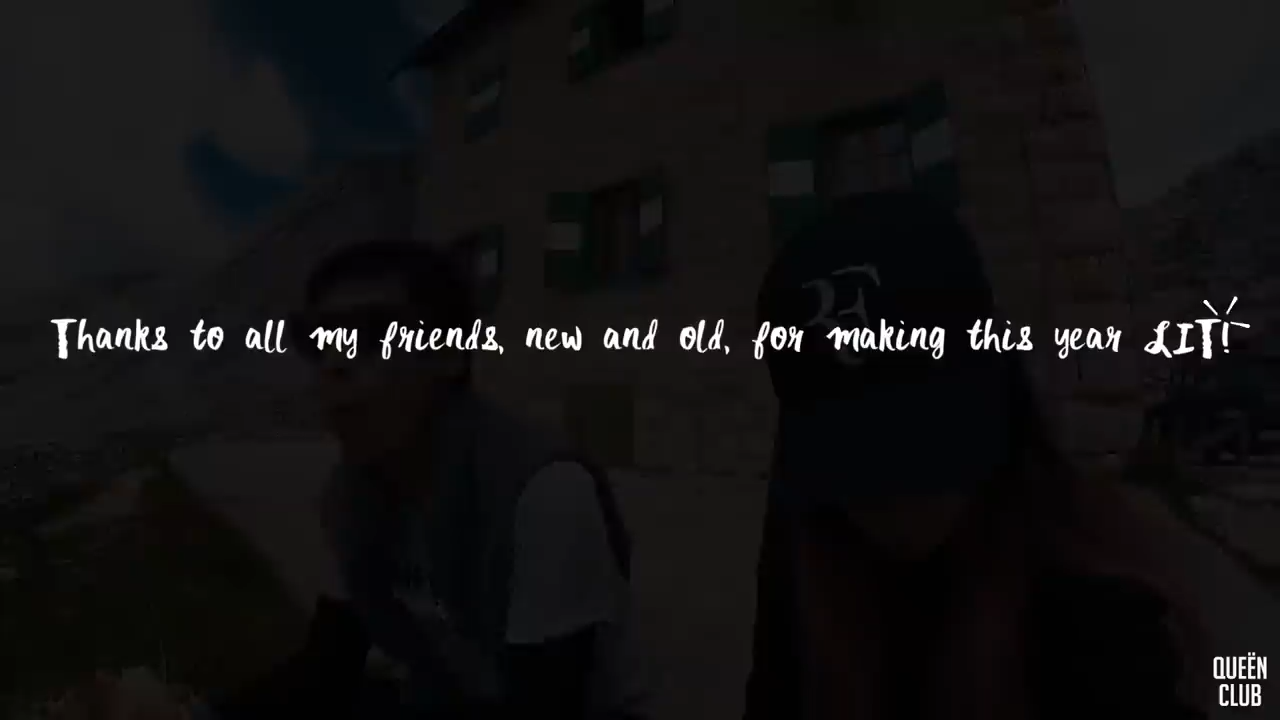 Thanks to all my friends, new and old, for making this year LIT!
QUEËN
CLUB